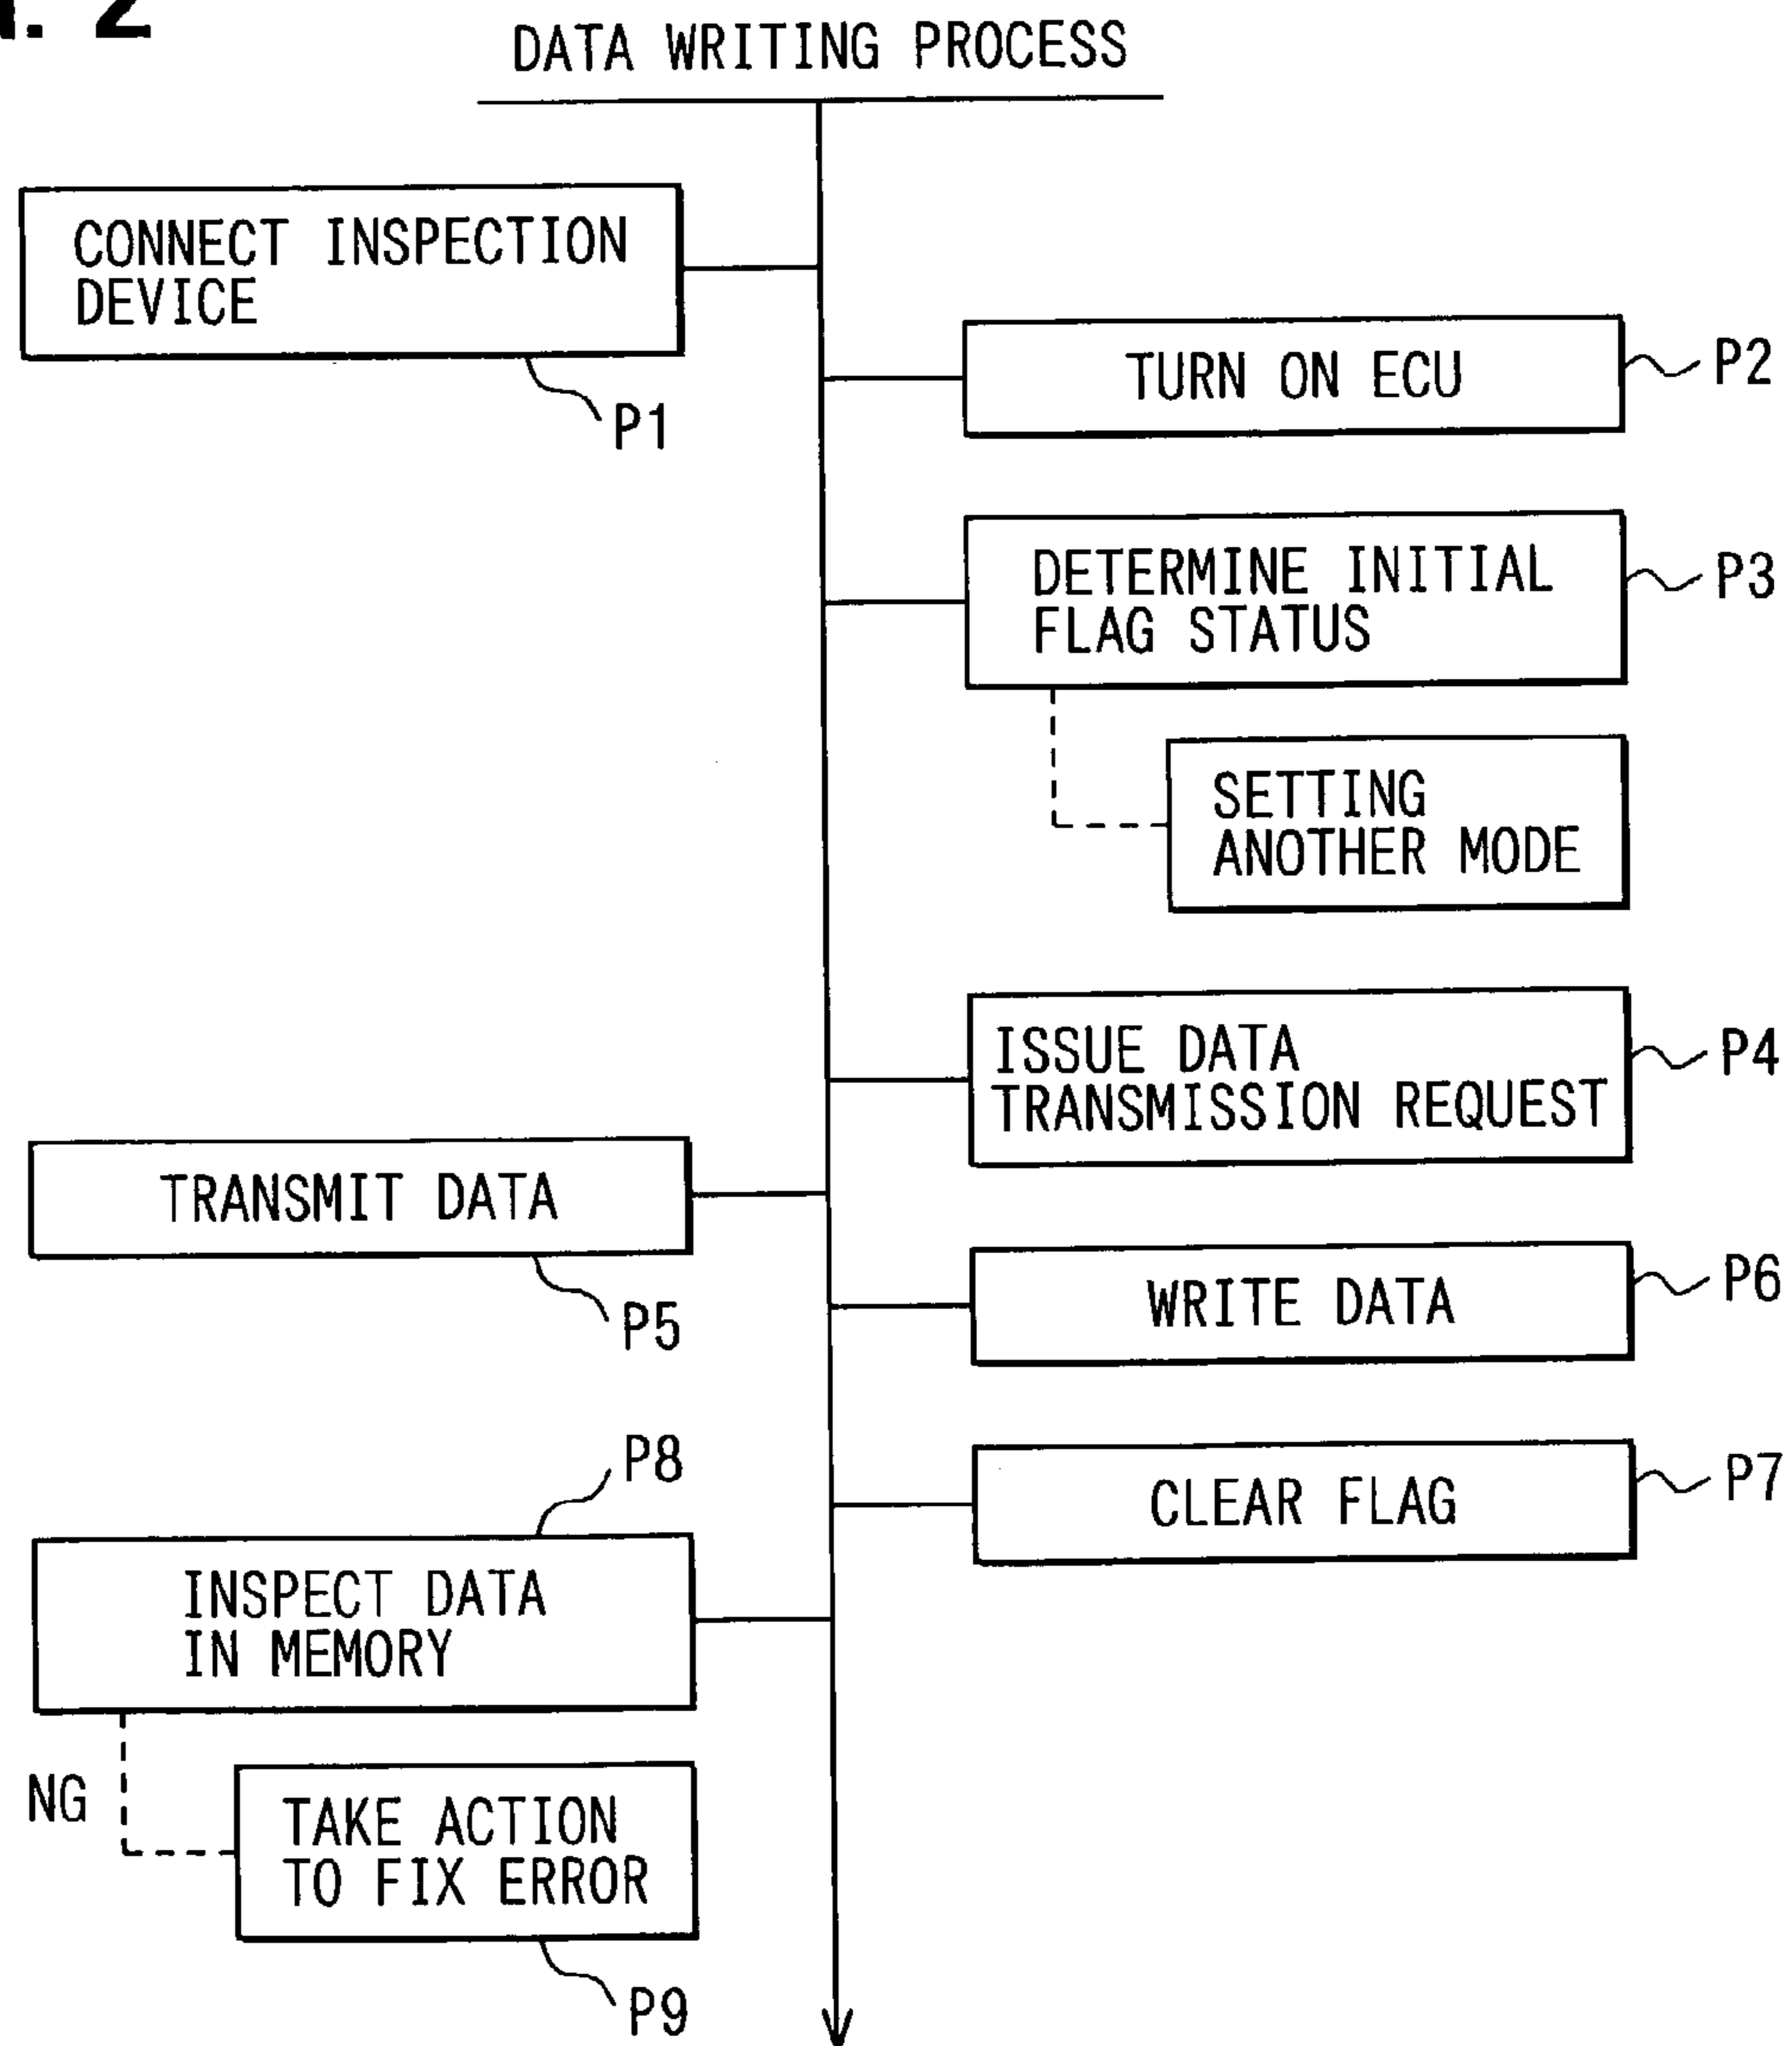 . 2
DATA WRITING PROCESS
CONNECT INSPECTION
DEVICE
P1
TURN ON ECU
P2
DETERMINE INITIAL
FLAG STATUS
P3
SETTING
ANOTHER MODE
ISSUE DATA
TRANSMISSION REQUEST
P4
TRANSMIT DATA
P5
WRITE DATA
P6
CLEAR FLAG
P7
P8
INSPECT DATA
IN MEMORY
NG
TAKE ACTION
TO FIX ERROR
P9